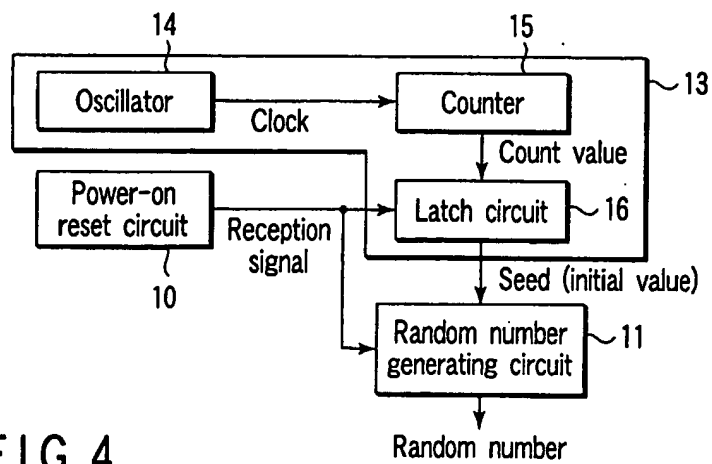 14
15
13
Oscillator
Clock
Counter
Count value
Power-on
reset circuit
10
Reception
signal
Latch circuit
16
Seed (initial value)
Random number
generating circuit
11
Random number
FIG. 4